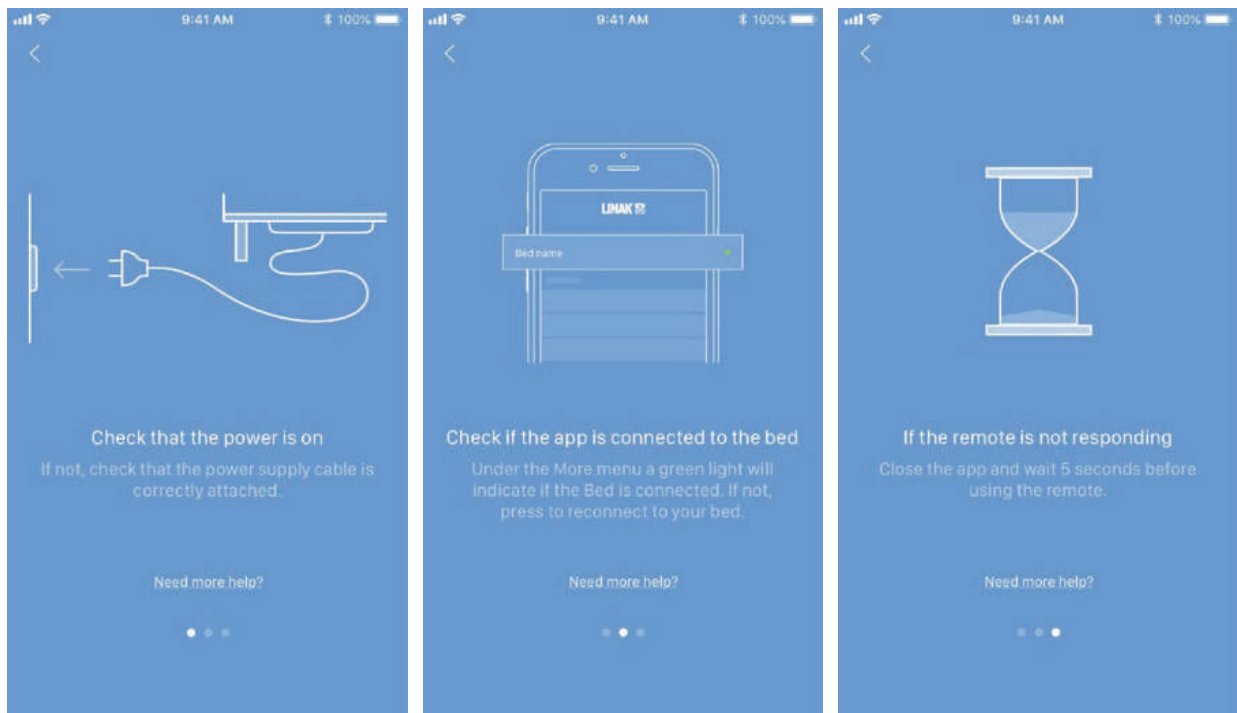 9:41 AM
100%
Check that the power is on
If not, check that the power supply cable is
correctly attached.
Need more help?
9:41 AM
100%
LINAK
Bed name
Check if the app is connected to the bed
Under the More menu a green light will
indicate if the Bed is connected. If not,
press to reconnect to your bed.
Need more help?
9:41 AM
100%
If the remote is not responding
Close the app and wait 5 seconds before
using the remote.
Need more help?